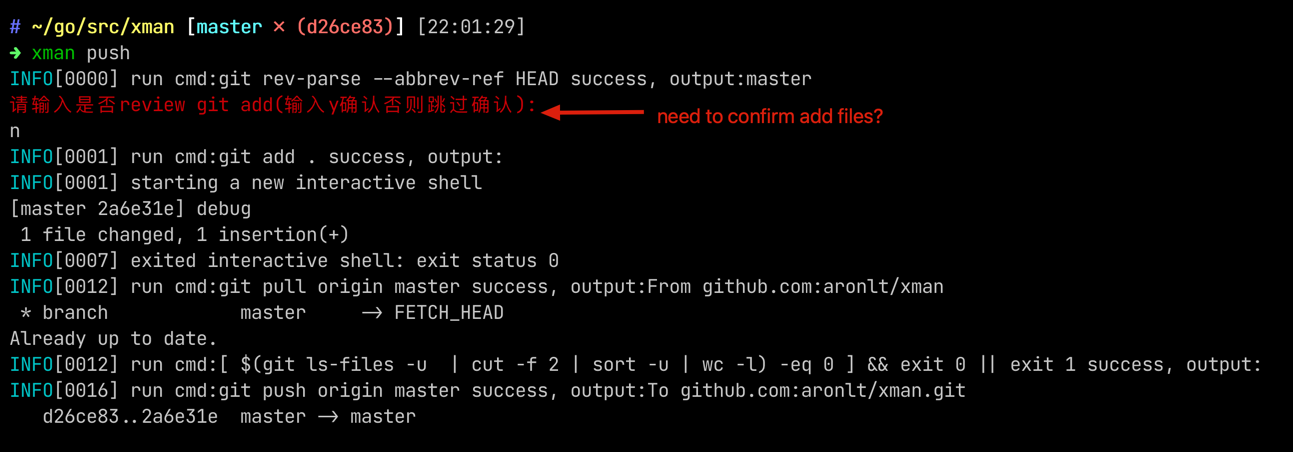 # ~/go/src/xman [master × (d26ce83)] [22:01:29]
➜ xman push
INFO[0000] run cmd:git rev-parse --abbrev-ref HEAD success, output:master
请输入是否review git add(输入y确认否则跳过确认):
need to confirm add files?
n
INFO[0001] run cmd:git add . success, output:
INFO[0001] starting a new interactive shell
[master 2a6e31e] debug
1 file changed, 1 insertion(+)
INFO[0007] exited interactive shell: exit status 0
INFO[0012] run cmd:git pull origin master success, output:From github.com:aronlt/xman
* branch master -> FETCH_HEAD
Already up to date.
INFO[0012] run cmd:[ $(git ls-files -u | cut -f 2 | sort -u | wc -l) -eq 0 ] && exit 0 || exit 1 success, output:
INFO[0016] run cmd:git push origin master success, output:To github.com:aronlt/xman.git
d26ce83..2a6e31e master -> master